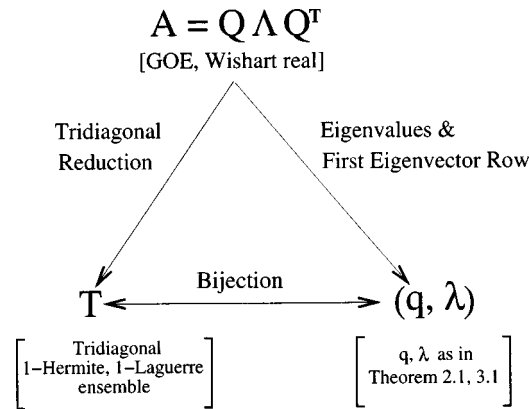 A = Q Λ Qᵀ
[GOE, Wishart real]
Tridiagonal
Reduction
Eigenvalues &
First Eigenvector Row
Bijection
T
(q, λ)
Tridiagonal
1−Hermite, 1−Laguerre
ensemble
q, λ as in
Theorem 2.1, 3.1